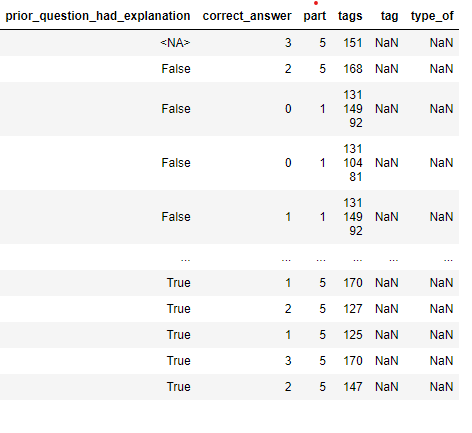 prior_question_had_explanation correct_answer part tags tag type_of
<NA> 3 5 151 NaN NaN
False 2 5 168 NaN NaN
False 0 1 131 149 92 NaN NaN
False 0 1 131 104 81 NaN NaN
False 1 1 131 149 92 NaN NaN
... ... ... ... ... ...
True 1 5 170 NaN NaN
True 2 5 127 NaN NaN
True 1 5 125 NaN NaN
True 3 5 170 NaN NaN
True 2 5 147 NaN NaN